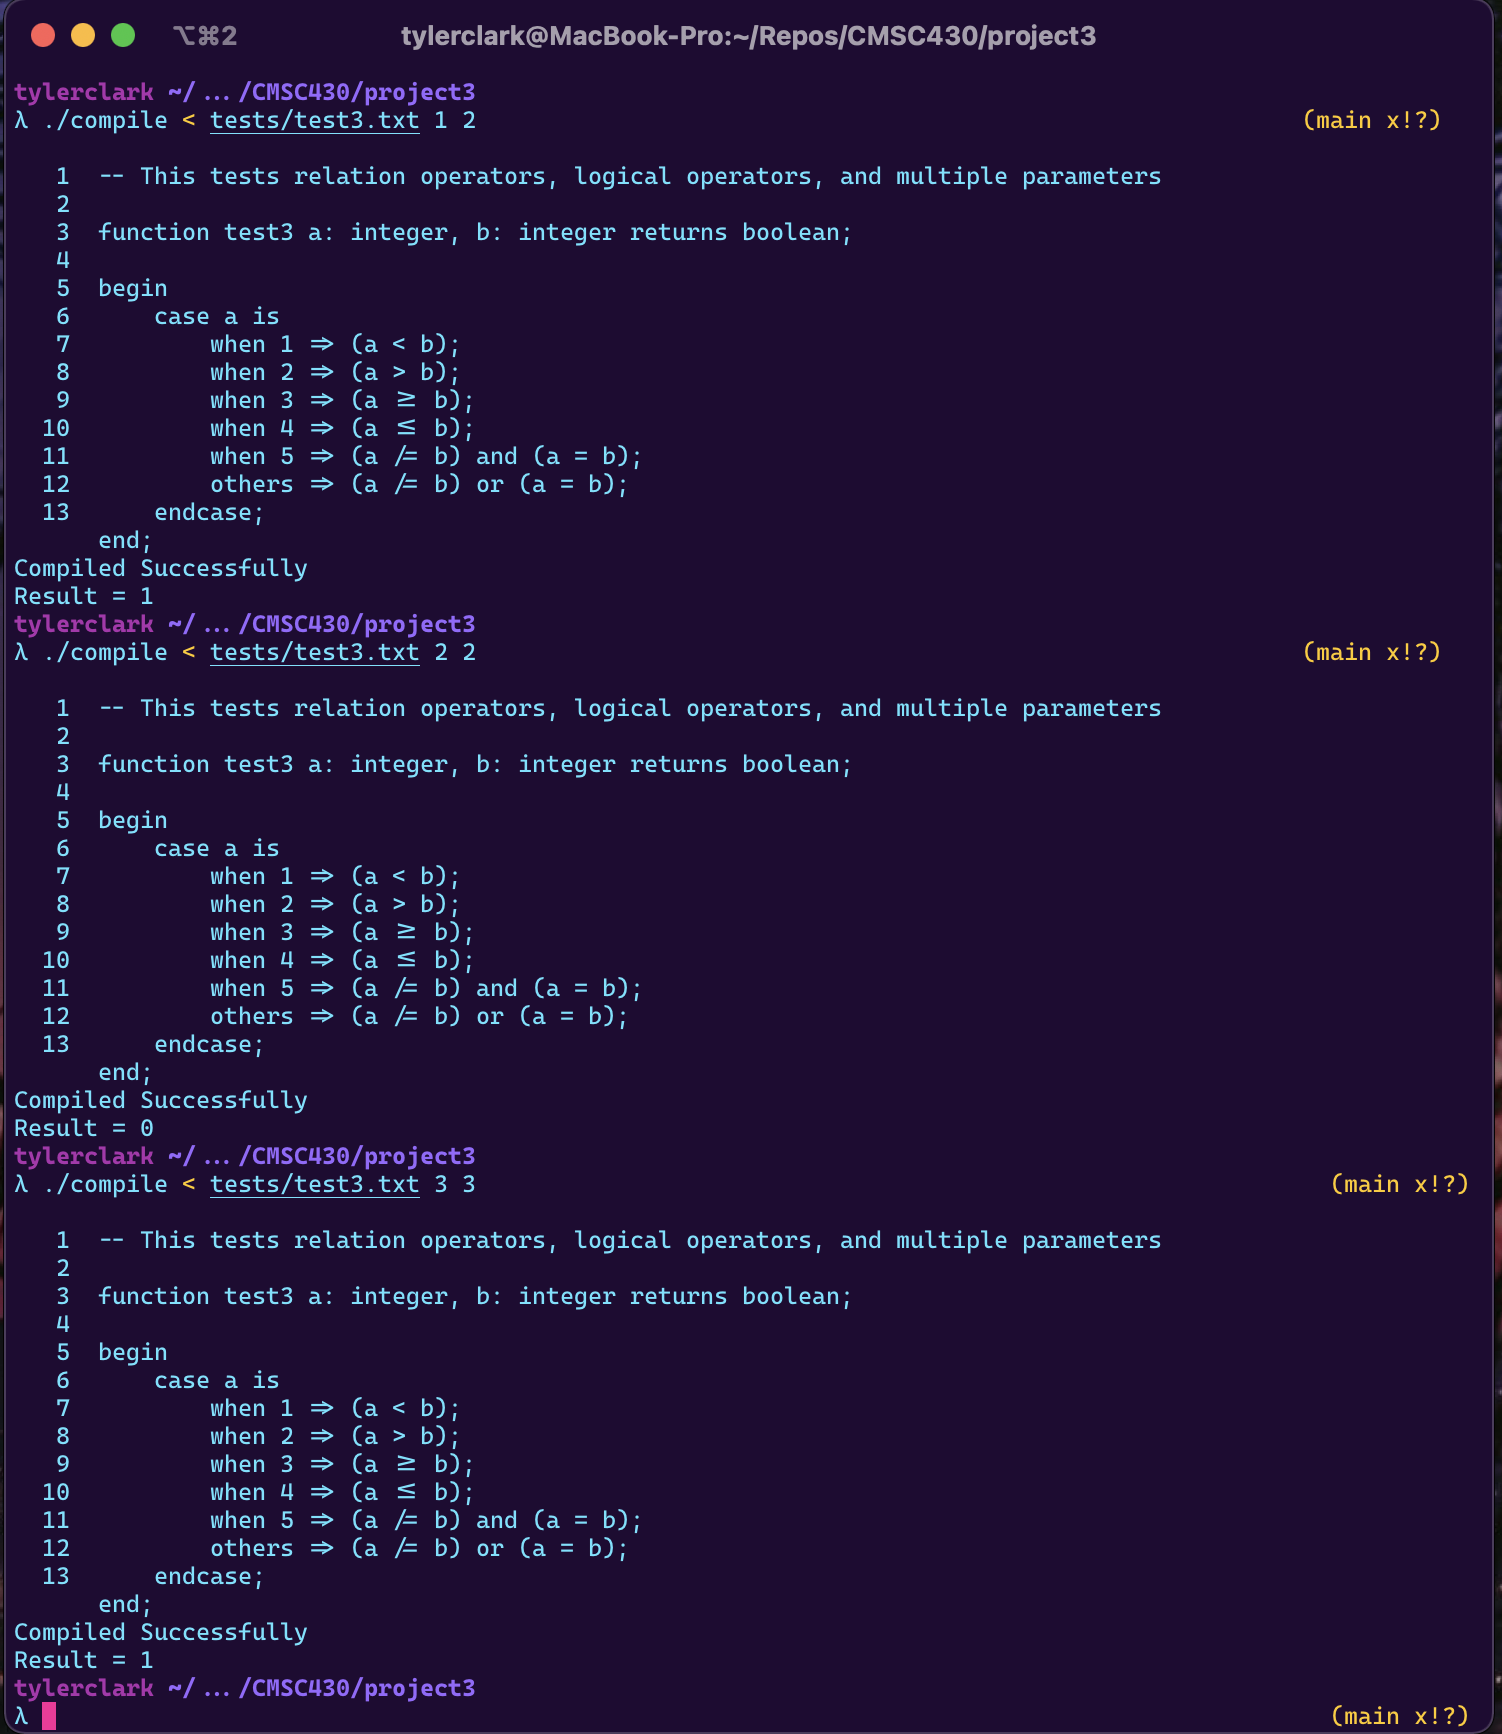 ⌥⌘2 tylerclark@MacBook-Pro:~/Repos/CMSC430/project3
tylerclark ~/ … /CMSC430/project3
λ ./compile < tests/test3.txt 1 2 (main x!?)
1 -- This tests relation operators, logical operators, and multiple parameters
2
3 function test3 a: integer, b: integer returns boolean;
4
5 begin
6 case a is
7 when 1 => (a < b);
8 when 2 => (a > b);
9 when 3 => (a ≥ b);
10 when 4 => (a ≤ b);
11 when 5 => (a /= b) and (a = b);
12 others => (a /= b) or (a = b);
13 endcase;
end;
Compiled Successfully
Result = 1
tylerclark ~/ … /CMSC430/project3
λ ./compile < tests/test3.txt 2 2 (main x!?)
1 -- This tests relation operators, logical operators, and multiple parameters
2
3 function test3 a: integer, b: integer returns boolean;
4
5 begin
6 case a is
7 when 1 => (a < b);
8 when 2 => (a > b);
9 when 3 => (a ≥ b);
10 when 4 => (a ≤ b);
11 when 5 => (a /= b) and (a = b);
12 others => (a /= b) or (a = b);
13 endcase;
end;
Compiled Successfully
Result = 0
tylerclark ~/ … /CMSC430/project3
λ ./compile < tests/test3.txt 3 3 (main x!?)
1 -- This tests relation operators, logical operators, and multiple parameters
2
3 function test3 a: integer, b: integer returns boolean;
4
5 begin
6 case a is
7 when 1 => (a < b);
8 when 2 => (a > b);
9 when 3 => (a ≥ b);
10 when 4 => (a ≤ b);
11 when 5 => (a /= b) and (a = b);
12 others => (a /= b) or (a = b);
13 endcase;
end;
Compiled Successfully
Result = 1
tylerclark ~/ … /CMSC430/project3
λ (main x!?)